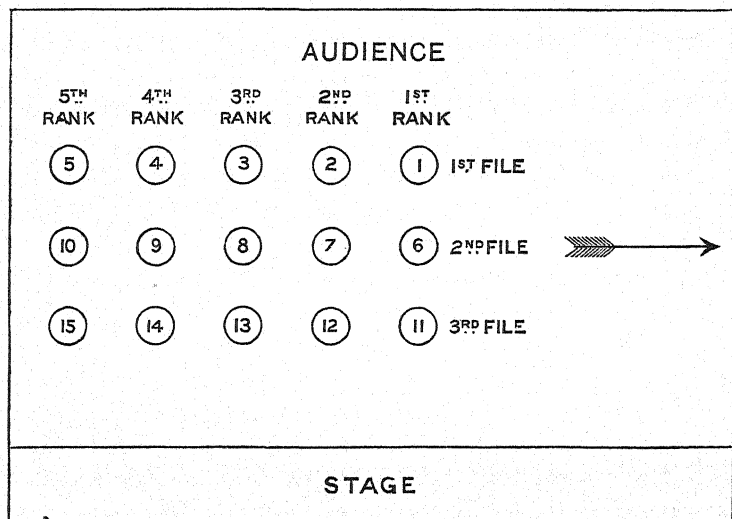 AUDIENCE
5TH 4TH 3RD 2ND 1ST
RANK RANK RANK RANK RANK
5 4 3 2 1 1ST FILE
10 9 8 7 6 2ND FILE
15 14 13 12 11 3RD FILE
STAGE